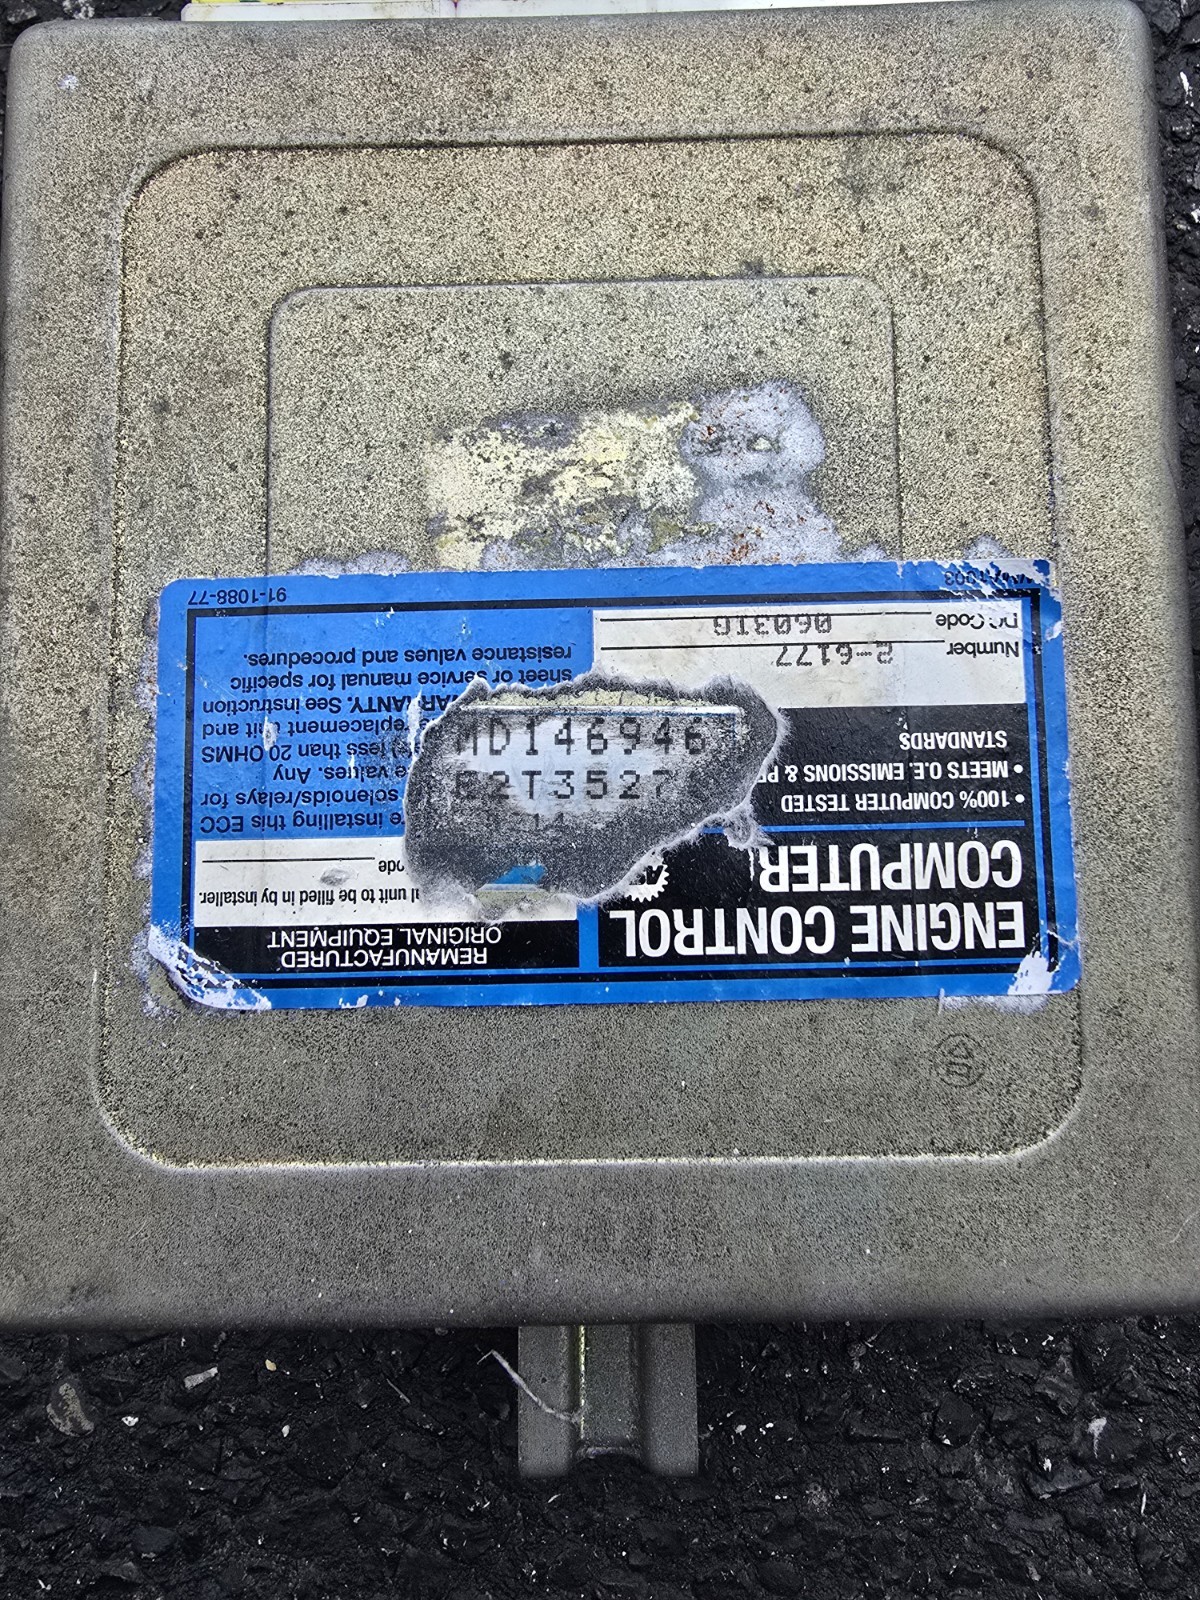 MD146946
E2T3527
14
ENGINE CONTROL
COMPUTER
• 100% COMPUTER TESTED
• MEETS O.E. EMISSIONS &
STANDARDS
Number 2-6177
Code 06031G
REMANUFACTURED
ORIGINAL EQUIPMENT
unit to be filled in by installer.
installing this ECC
solenoids/relays for
values. Any
less than 20 OHMS
replacement unit and
WARRANTY. See instruction
sheet or service manual for specific
resistance values and procedures.
91-1088-77